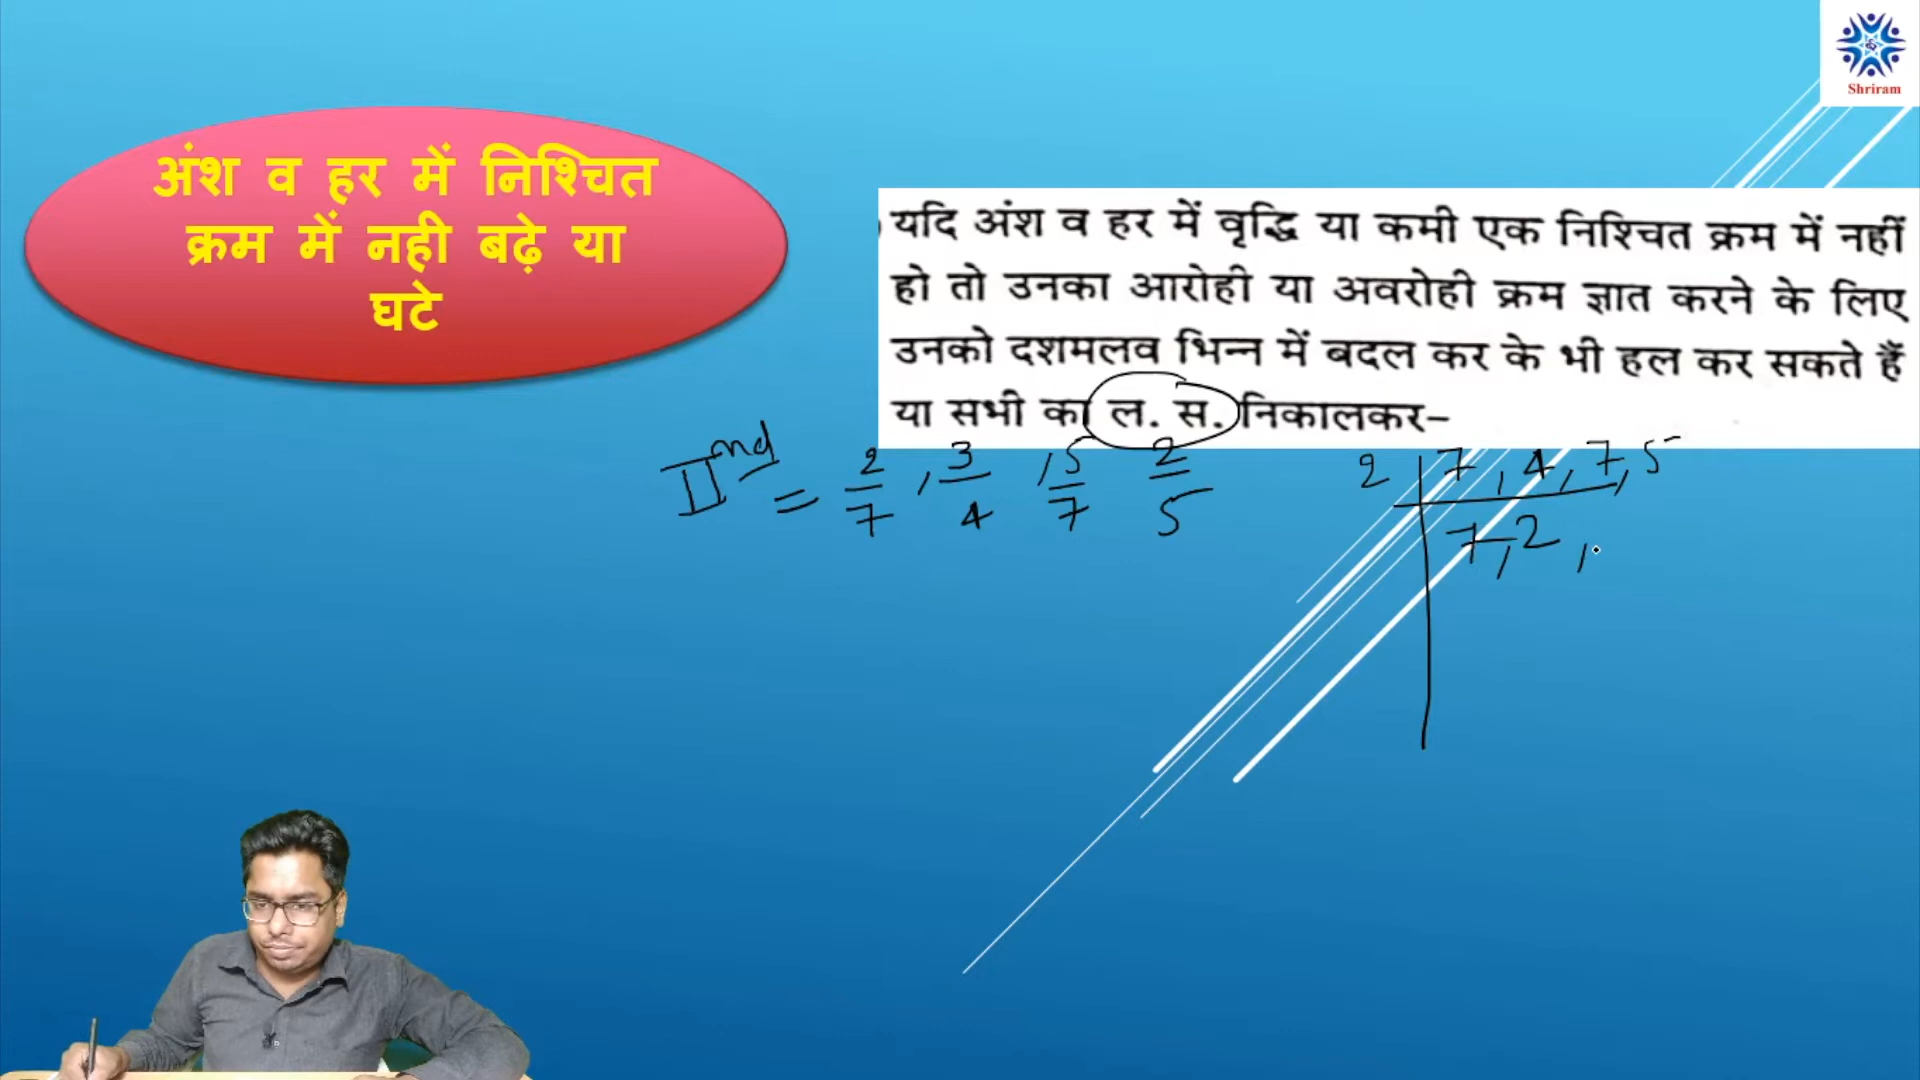 Shriram
अंश व हर में निश्चित
क्रम में नही बढ़े या
घटे
यदि अंश व हर में वृद्धि या कमी एक निश्चित क्रम में नहीं
हो तो उनका आरोही या अवरोही क्रम ज्ञात करने के लिए
उनको दशमलव भिन्न में बदल कर के भी हल कर सकते हैं
या सभी का ल. स. निकालकर–
IInd = 2/7 , 3/4 , 5/7 2/5
2 | 7, 4, 7, 5
7, 2 ,